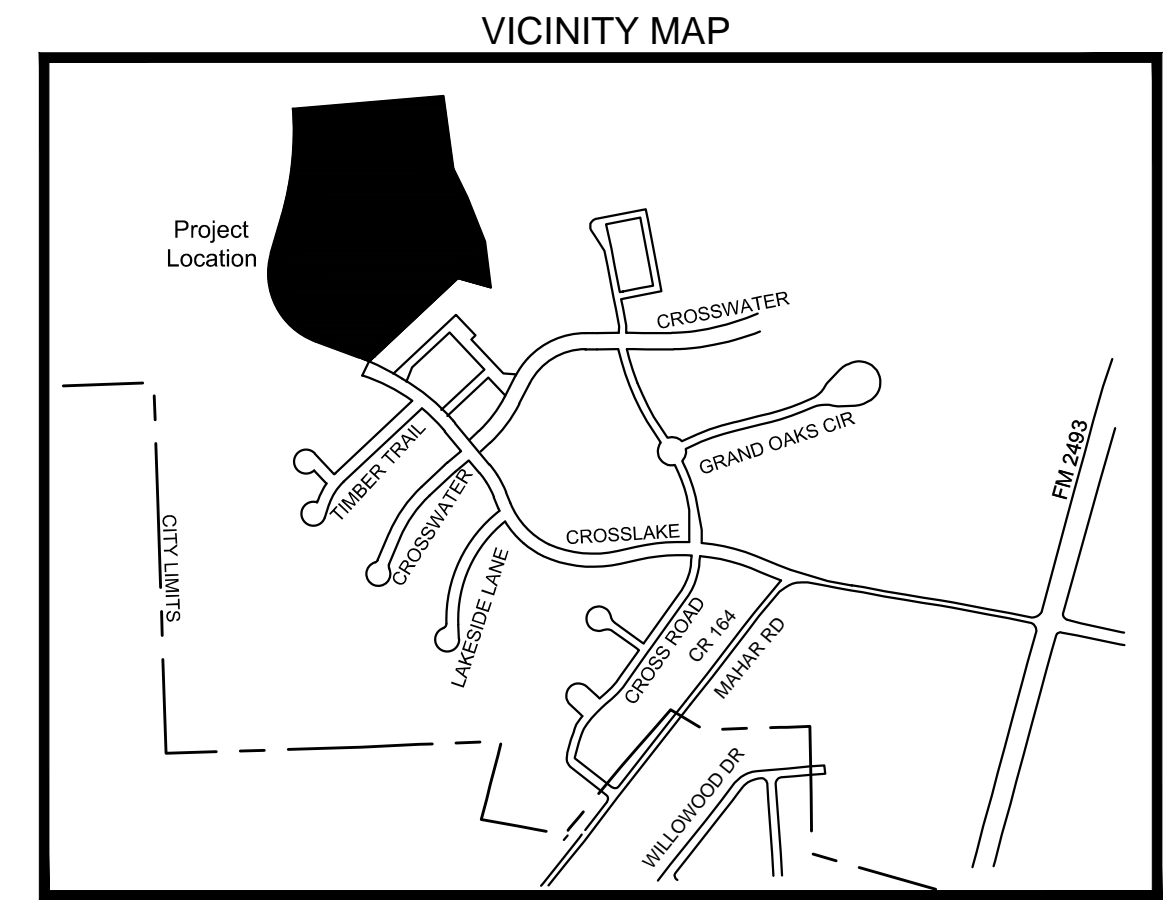 VICINITY MAP
Project
Location
CROSSWATER
GRAND OAKS CIR
FM 2493
TIMBER TRAIL
CROSSWATER
CITY LIMITS
CROSSLAKE
LAKESIDE LANE
CROSS ROAD
CR 164
MAHAR RD
WILLOWOOD DR